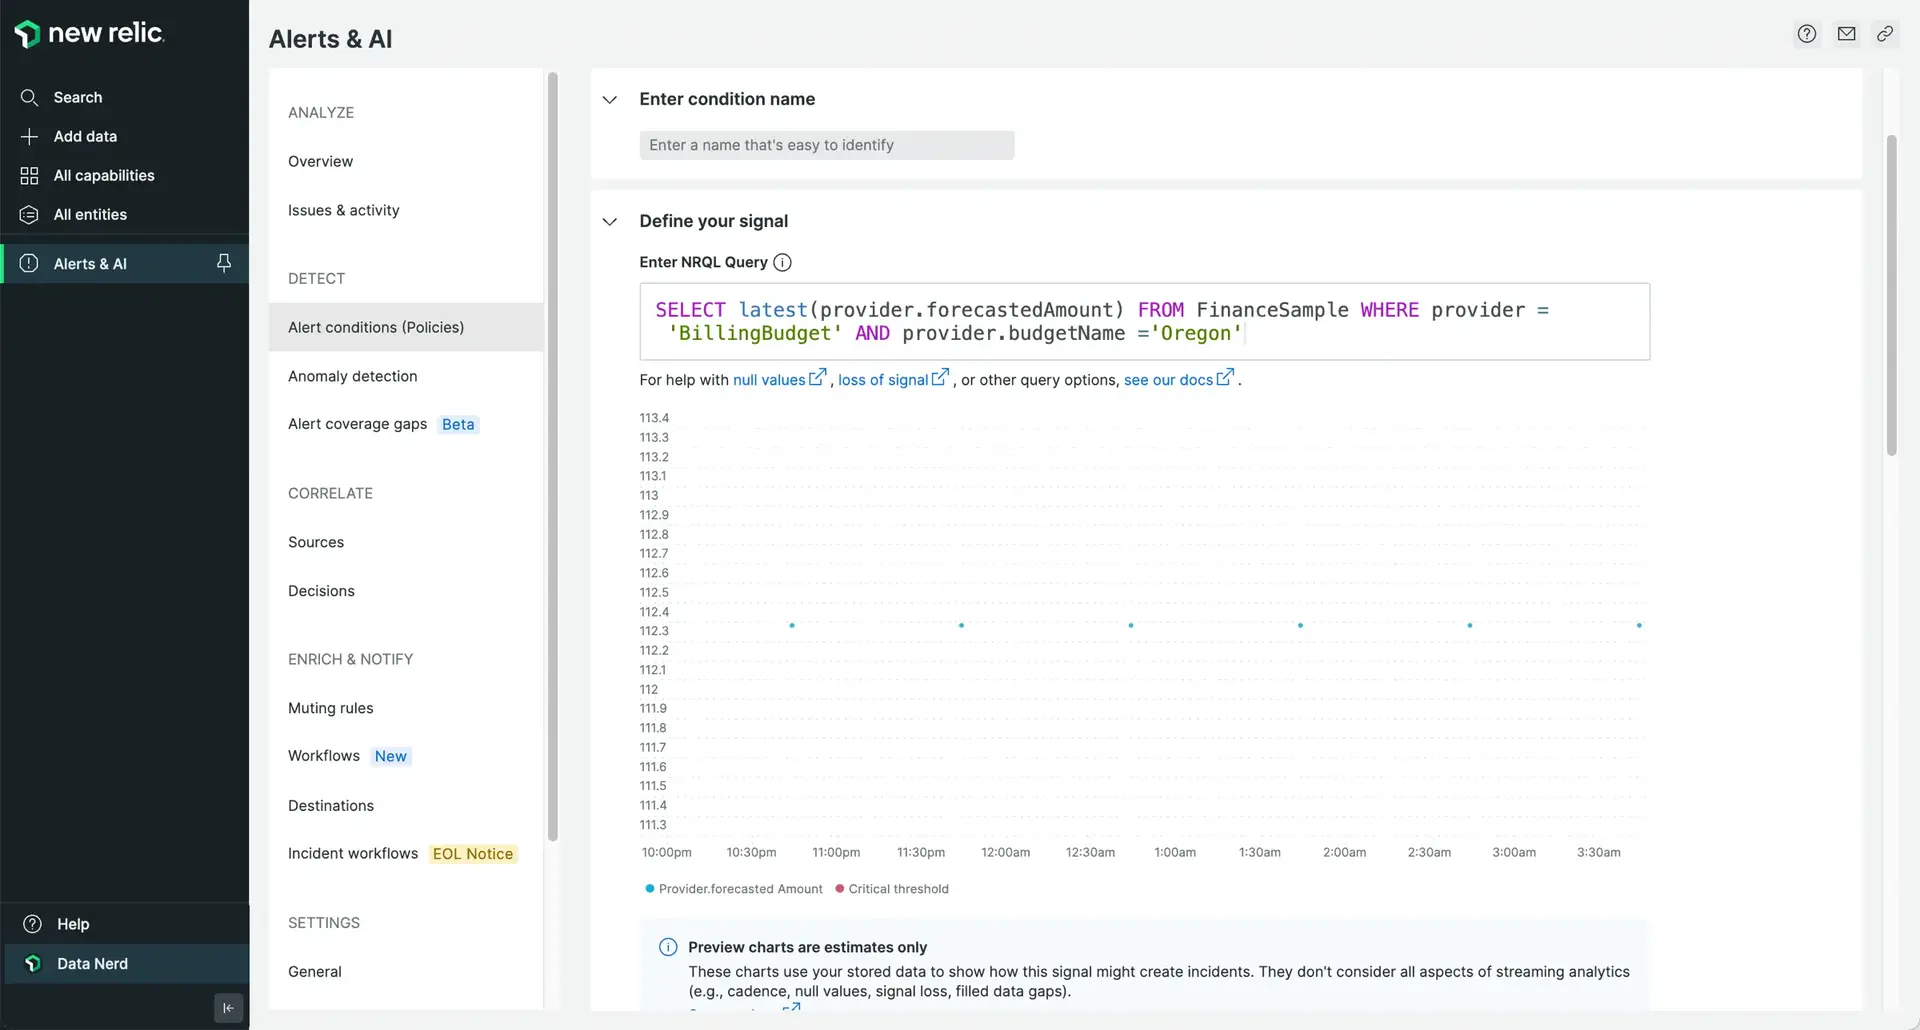 new relic.
Search
Add data
All capabilities
All entities
Alerts & AI
Help
Data Nerd
Alerts & AI
ANALYZE
Overview
Issues & activity
DETECT
Alert conditions (Policies)
Anomaly detection
Alert coverage gaps Beta
CORRELATE
Sources
Decisions
ENRICH & NOTIFY
Muting rules
Workflows New
Destinations
Incident workflows EOL Notice
SETTINGS
General
Enter condition name
Enter a name that's easy to identify
Define your signal
Enter NRQL Query
SELECT latest(provider.forecastedAmount) FROM FinanceSample WHERE provider =
'BillingBudget' AND provider.budgetName ='Oregon'
For help with null values , loss of signal , or other query options, see our docs .
113.4
113.3
113.2
113.1
113
112.9
112.8
112.7
112.6
112.5
112.4
112.3
112.2
112.1
112
111.9
111.8
111.7
111.6
111.5
111.4
111.3
10:00pm 10:30pm 11:00pm 11:30pm 12:00am 12:30am 1:00am 1:30am 2:00am 2:30am 3:00am 3:30am
Provider.forecasted Amount Critical threshold
Preview charts are estimates only
These charts use your stored data to show how this signal might create incidents. They don't consider all aspects of streaming analytics
(e.g., cadence, null values, signal loss, filled data gaps).